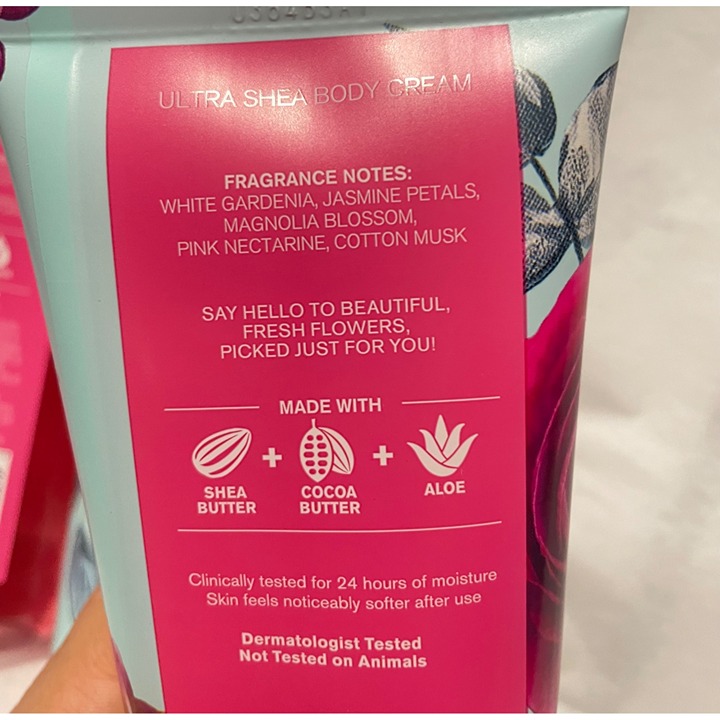 ULTRA SHEA BODY CREAM
FRAGRANCE NOTES:
WHITE GARDENIA, JASMINE PETALS,
MAGNOLIA BLOSSOM,
PINK NECTARINE, COTTON MUSK
SAY HELLO TO BEAUTIFUL,
FRESH FLOWERS,
PICKED JUST FOR YOU!
MADE WITH
SHEA BUTTER + COCOA BUTTER + ALOE
Clinically tested for 24 hours of moisture
Skin feels noticeably softer after use
Dermatologist Tested
Not Tested on Animals